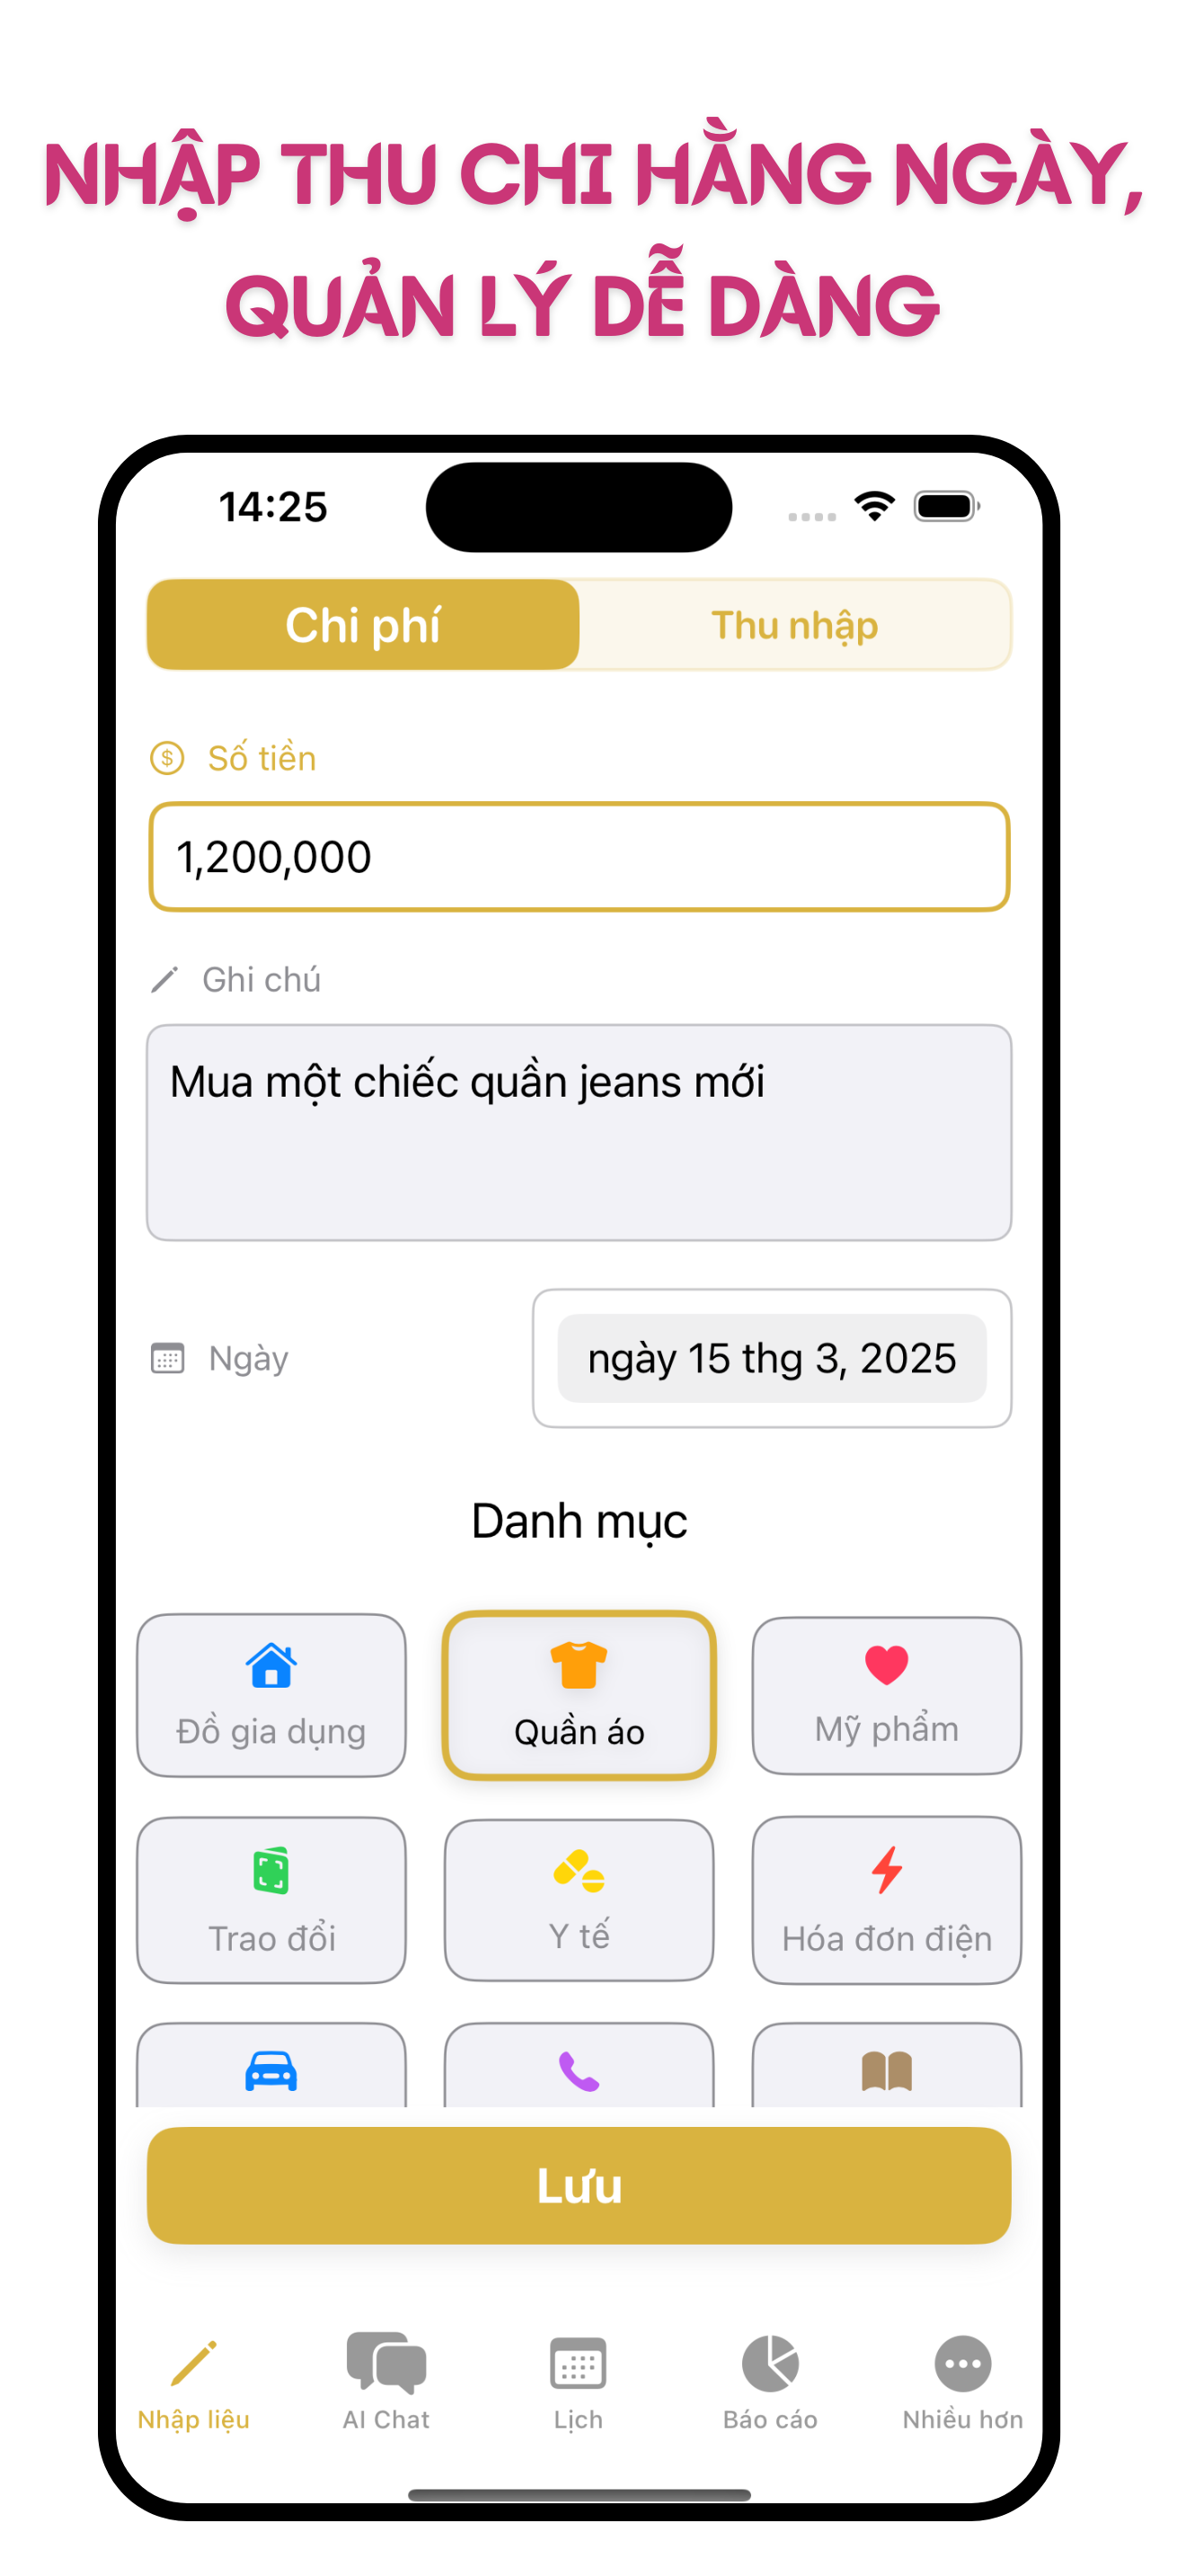 NHẬP THU CHI HẰNG NGÀY,
QUẢN LÝ DỄ DÀNG
14:25
Chi phí
Thu nhập
$ Số tiền
1,200,000
Ghi chú
Mua một chiếc quần jeans mới
Ngày
ngày 15 thg 3, 2025
Danh mục
Đồ gia dụng
Quần áo
Mỹ phẩm
Trao đổi
Y tế
Hóa đơn điện
Lưu
Nhập liệu
AI Chat
Lịch
Báo cáo
Nhiều hơn